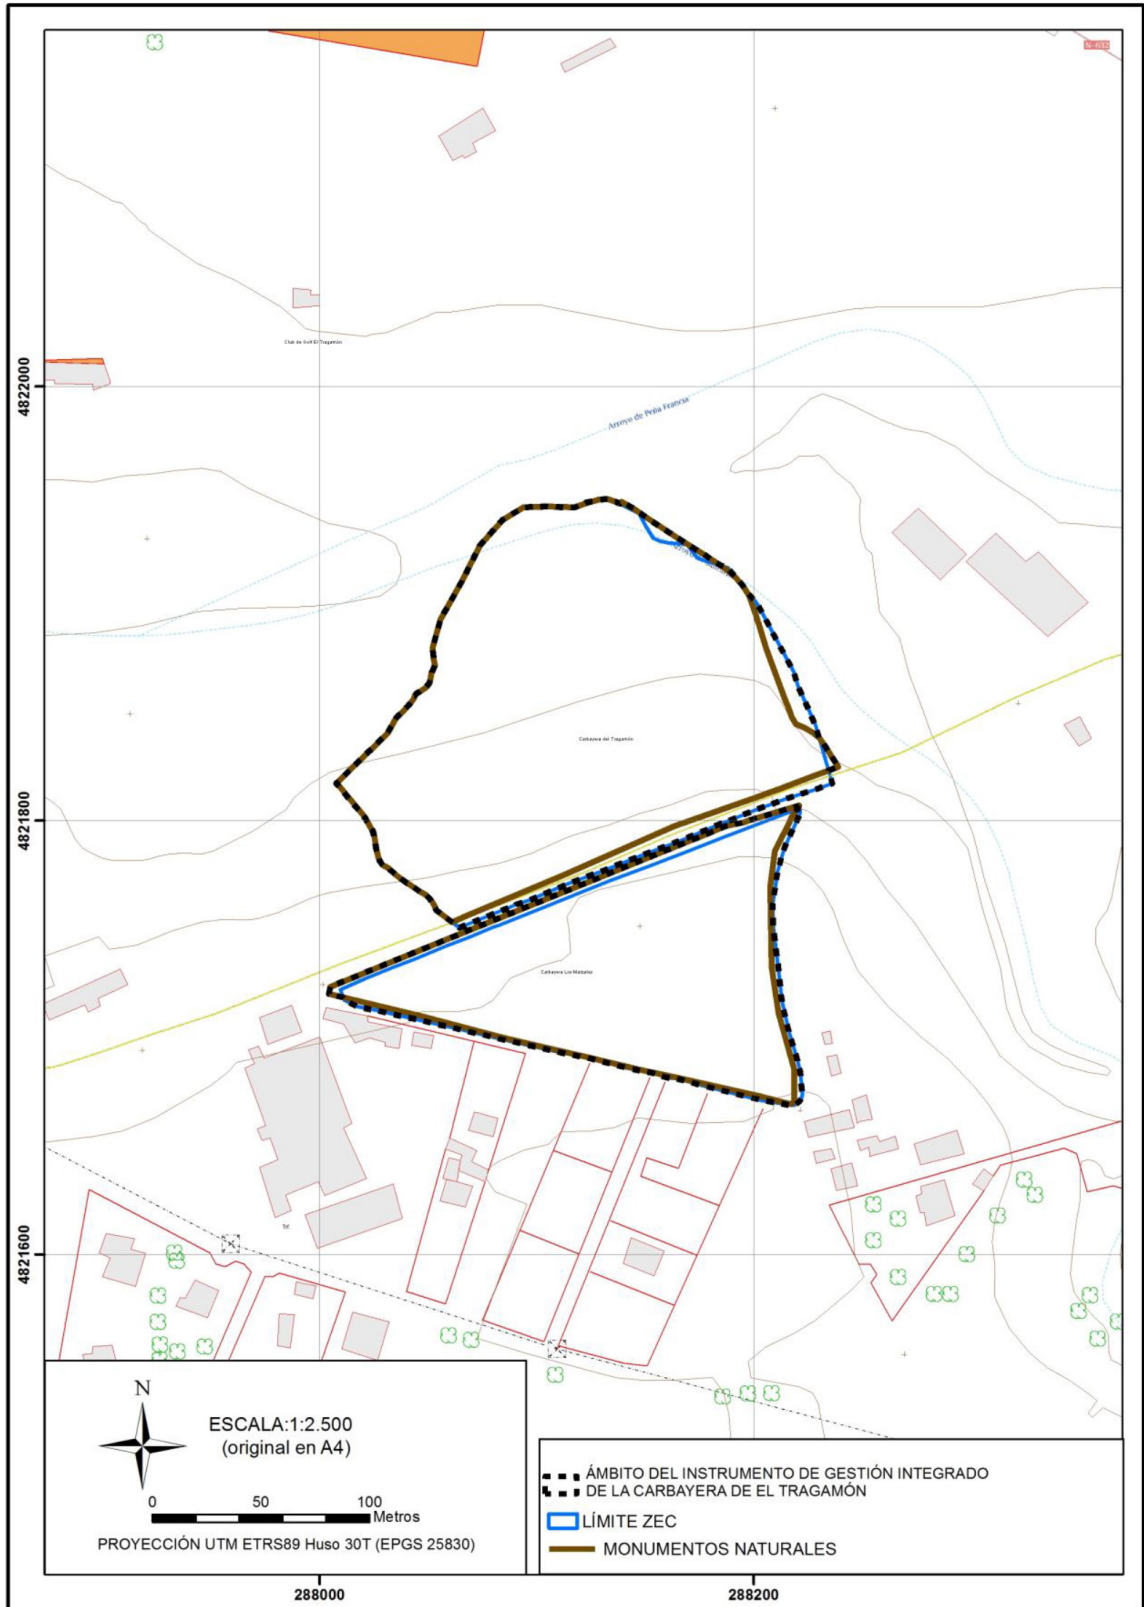 N-632
Club de Golf El Tragamón
4822000
Arroyo de Peña Francia
Carbayera del Tragamón
4821800
Carbayera Los Maizales
4821600
N
ESCALA:1:2.500
(original en A4)
0 50 100
Metros
PROYECCIÓN UTM ETRS89 Huso 30T (EPGS 25830)
ÁMBITO DEL INSTRUMENTO DE GESTIÓN INTEGRADO
DE LA CARBAYERA DE EL TRAGAMÓN
LÍMITE ZEC
MONUMENTOS NATURALES
288000
288200